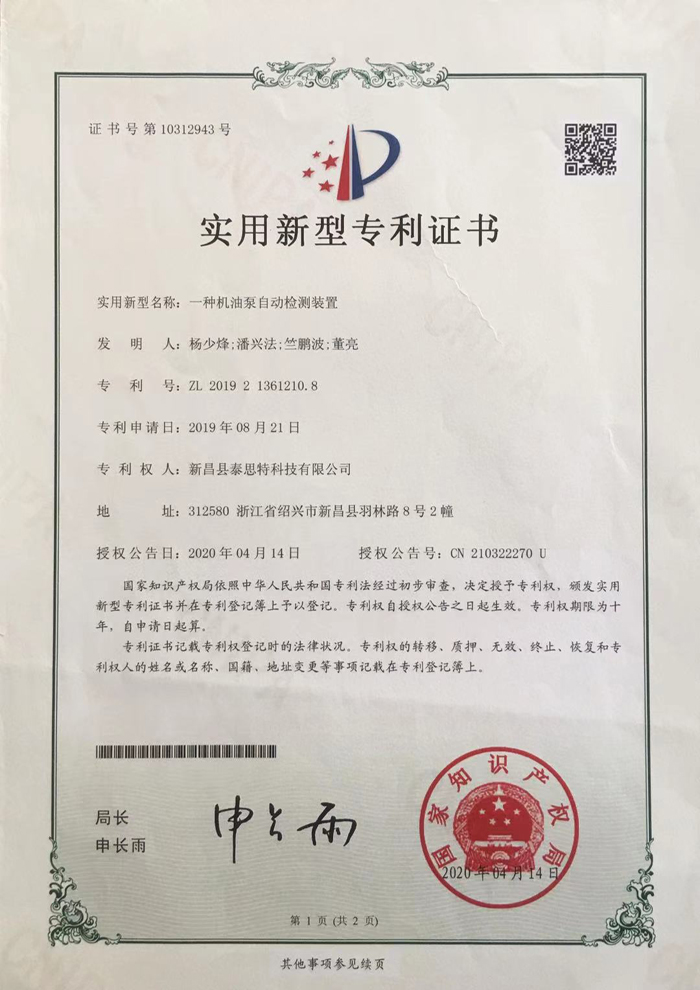 证书号第10312943号
实用新型专利证书
实用新型名称：一种机油泵自动检测装置
发明人：杨少烽;潘兴法;竺鹏波;董亮
专利号：ZL 2019 2 1361210.8
专利申请日：2019年08月21日
专利权人：新昌县泰思特科技有限公司
地址：312580 浙江省绍兴市新昌县羽林路8号2幢
授权公告日：2020年04月14日 授权公告号：CN 210322270 U
国家知识产权局依照中华人民共和国专利法经过初步审查，决定授予专利权，颁发实用
新型专利证书并在专利登记簿上予以登记。专利权自授权公告之日起生效。专利权期限为十
年，自申请日起算。
专利证书记载专利权登记时的法律状况。专利权的转移、质押、无效、终止、恢复和专
利权人的姓名或名称、国籍、地址变更等事项记载在专利登记簿上。
局长
申长雨
申长雨
国家知识产权局
2020年04月14日
第 1 页 (共 2 页)
其他事项参见续页